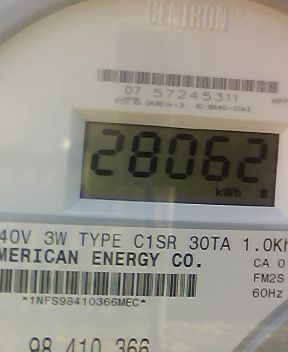 CENTRON®
07 57245311
28062
kWh
40V 3W TYPE C1SR 30TA 1.0Kh
MERICAN ENERGY CO.
CA 0
FM2S
60Hz
*1NFS98410366MEC*
98 410 366